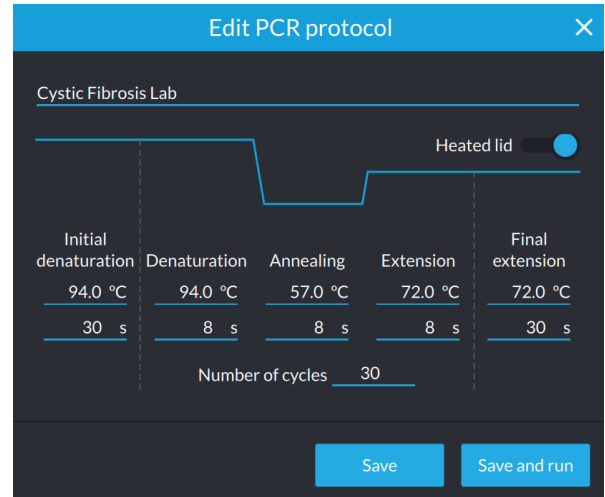 Edit PCR protocol ×
Cystic Fibrosis Lab
Heated lid
Initial denaturation Denaturation Annealing Extension Final extension
94.0 °C 94.0 °C 57.0 °C 72.0 °C 72.0 °C
30 s 8 s 8 s 8 s 30 s
Number of cycles 30
Save Save and run